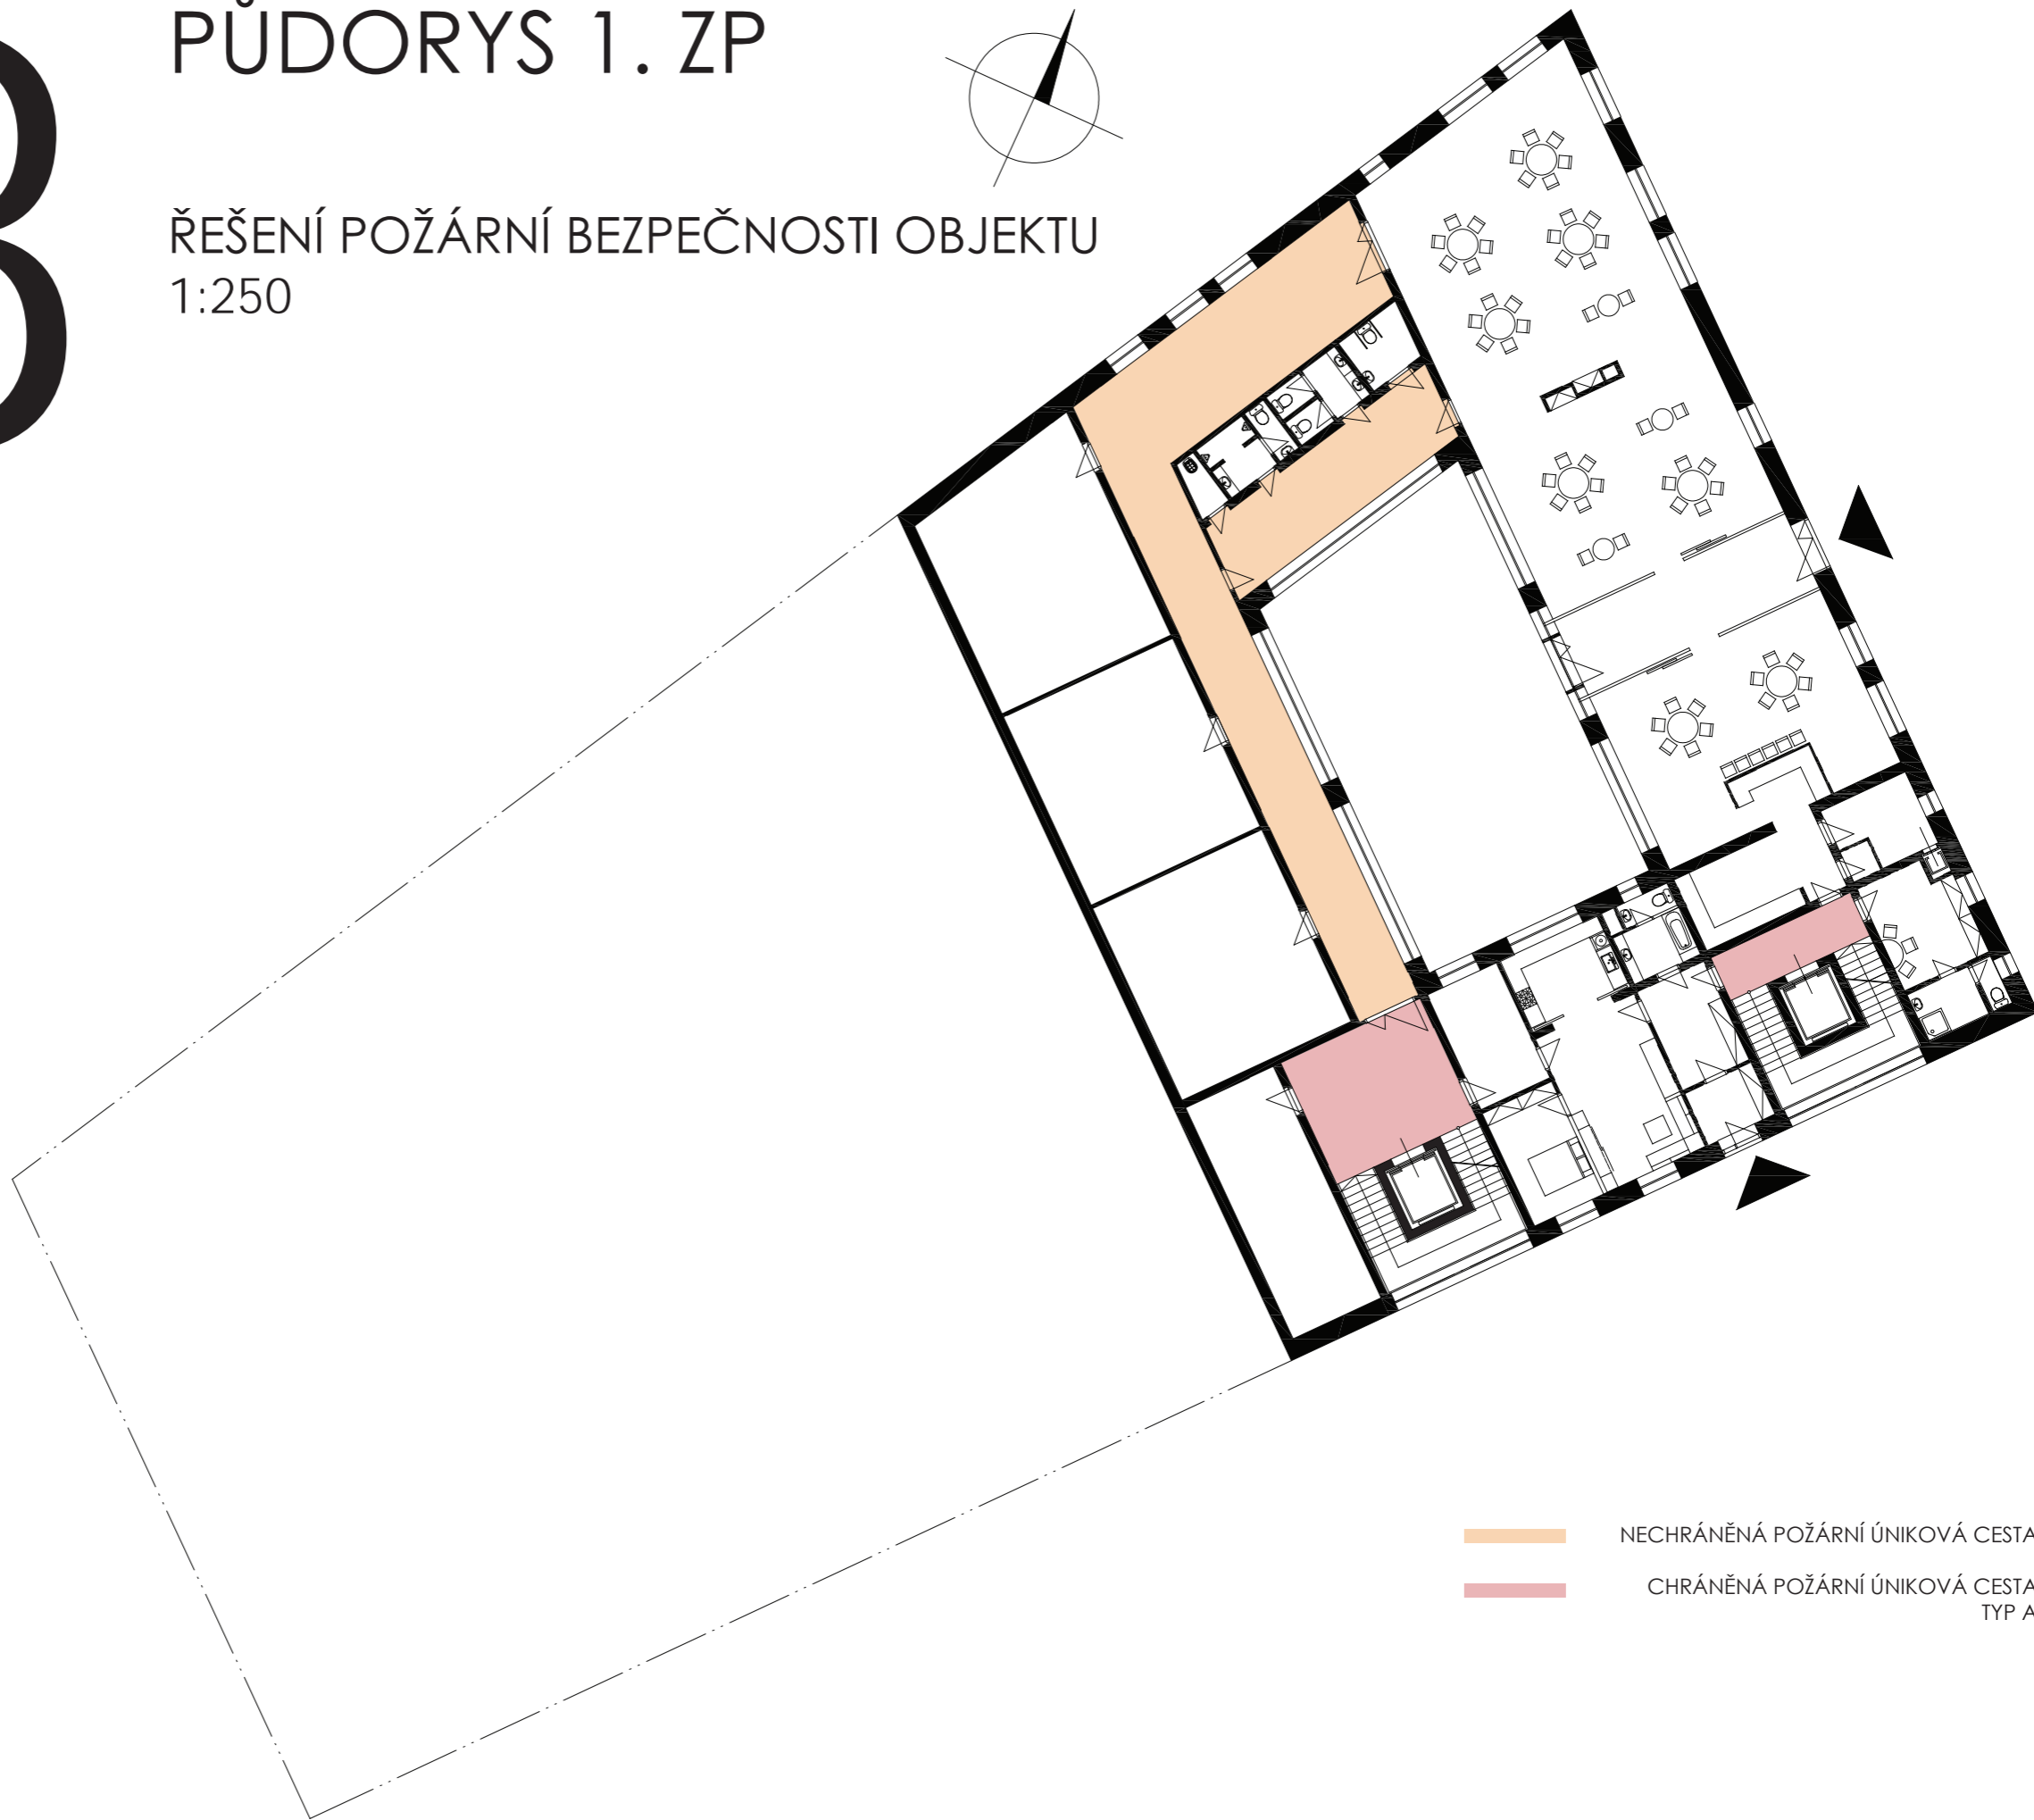 PŮDORYS 1. ZP
ŘEŠENÍ POŽÁRNÍ BEZPEČNOSTI OBJEKTU
1:250
NECHRÁNĚNÁ POŽÁRNÍ ÚNIKOVÁ CESTA
CHRÁNĚNÁ POŽÁRNÍ ÚNIKOVÁ CESTA
TYP A